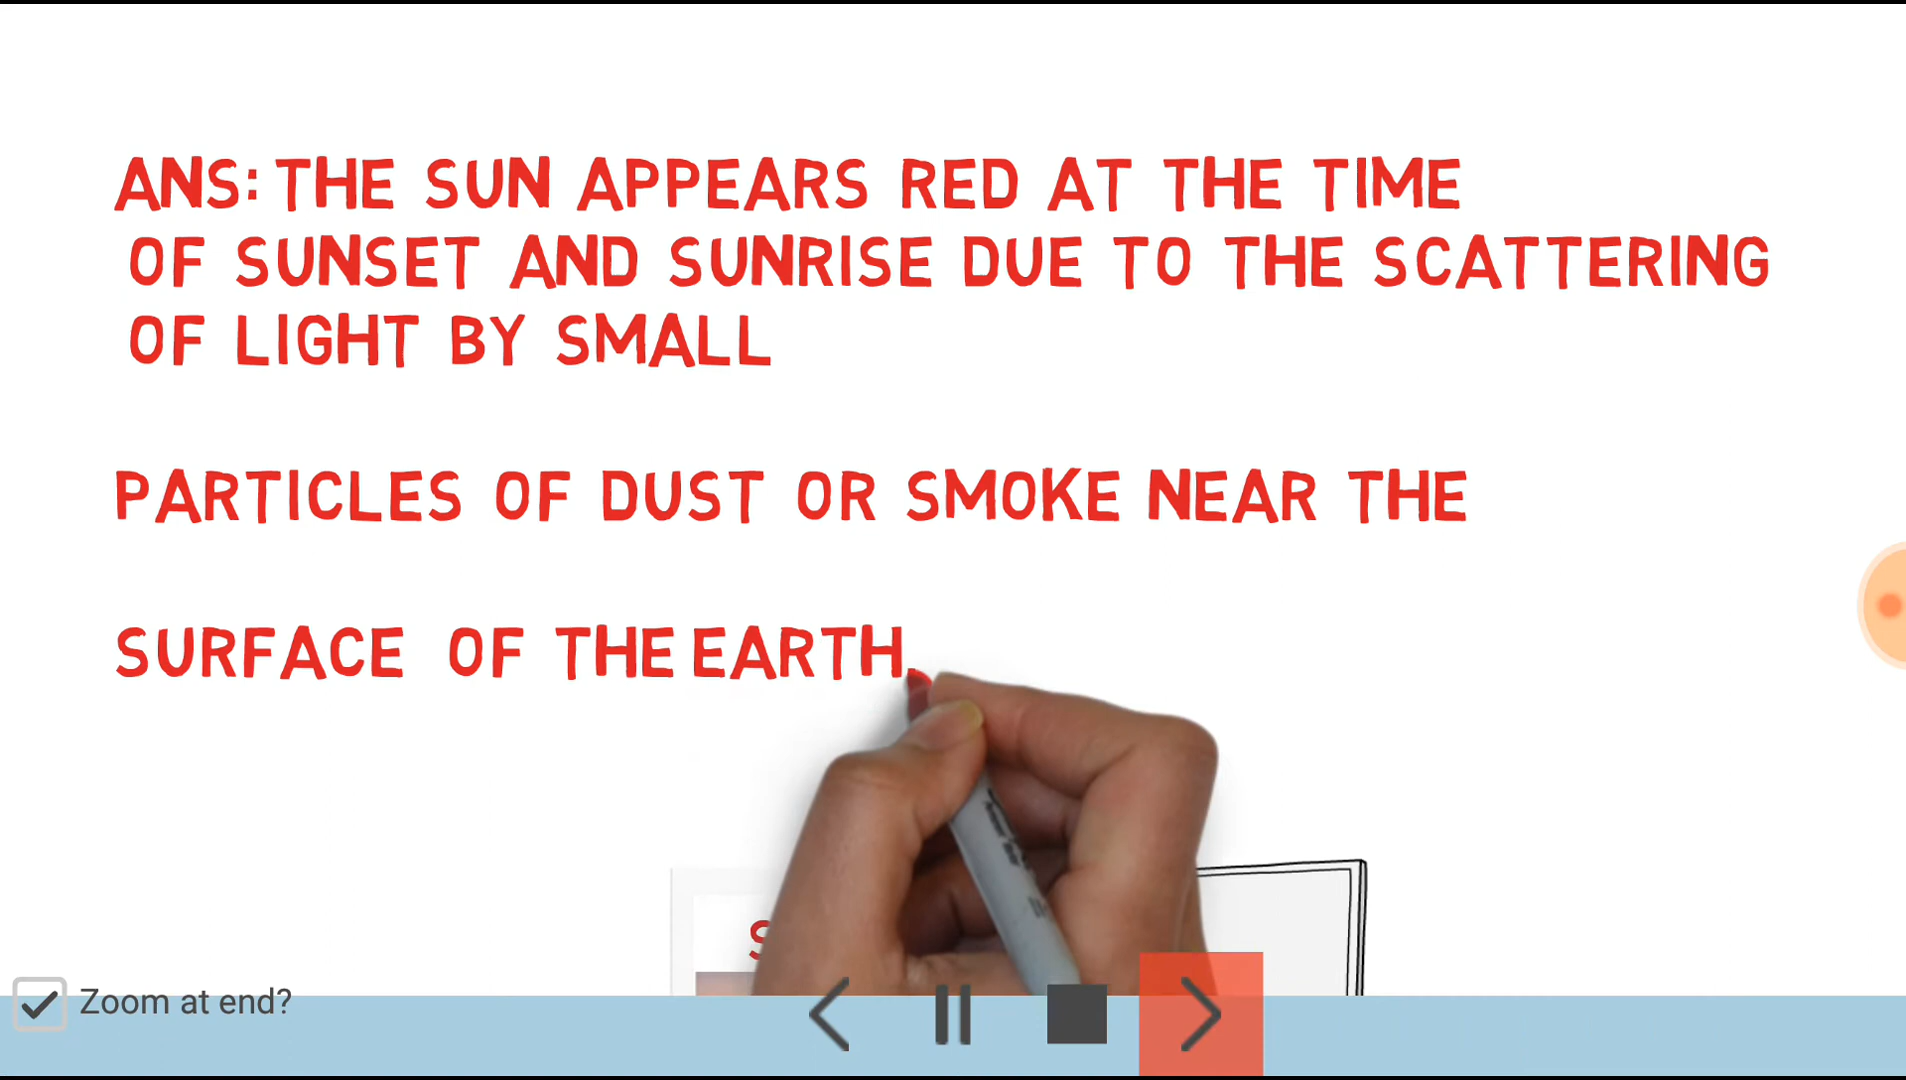 ANS: THE SUN APPEARS RED AT THE TIME
OF SUNSET AND SUNRISE DUE TO THE SCATTERING
OF LIGHT BY SMALL
PARTICLES OF DUST OR SMOKE NEAR THE
SURFACE OF THE EARTH.
S
Zoom at end?